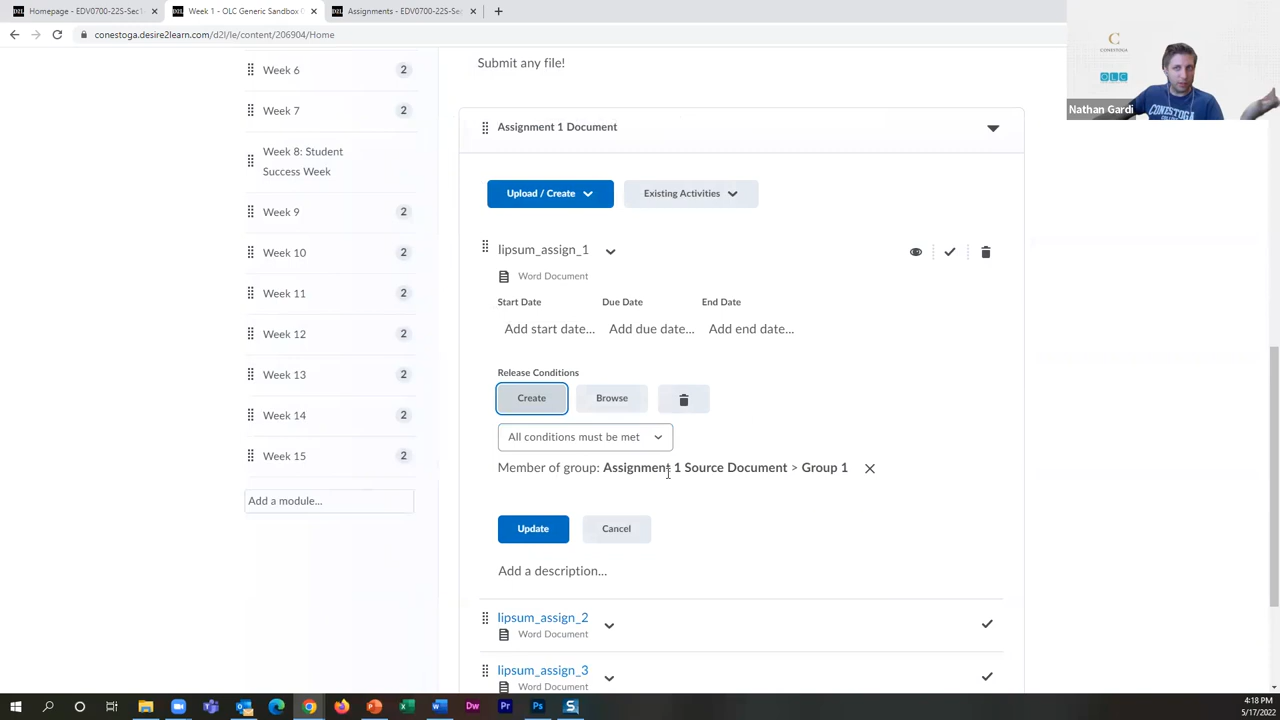 Homepage - EDV0700-22S-Sec1
Week 1 - OLC Generic Sandbox D
Assignments - EDV0700-22S-Sec
conestoga.desire2learn.com/d2l/le/content/206904/Home
Week 6 2
Week 7 2
Week 8: Student
Success Week
Week 9 2
Week 10 2
Week 11 2
Week 12 2
Week 13 2
Week 14 2
Week 15 2
Add a module...
Submit any file!
Assignment 1 Document
Upload / Create
Existing Activities
lipsum_assign_1
Word Document
Start Date Due Date End Date
Add start date... Add due date... Add end date...
Release Conditions
Create Browse
All conditions must be met
Member of group: Assignment 1 Source Document > Group 1
Update Cancel
Add a description...
lipsum_assign_2
Word Document
lipsum_assign_3
Word Document
C
CONESTOGA
OLC
CONESTOGA
Nathan Gardi
4:18 PM
5/17/2022